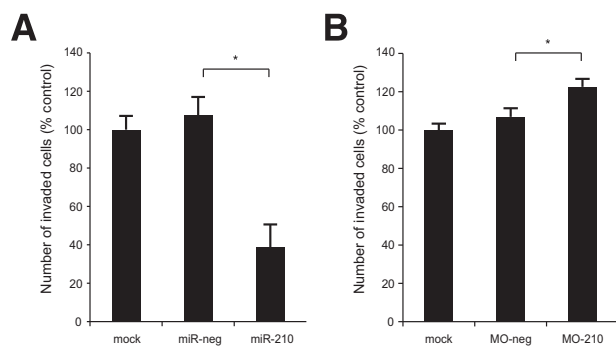 A
Number of invaded cells (% control)
140
120
100
80
60
40
20
0
*
mock
miR-neg
miR-210
B
Number of invaded cells (% control)
140
120
100
80
60
40
20
0
*
mock
MO-neg
MO-210